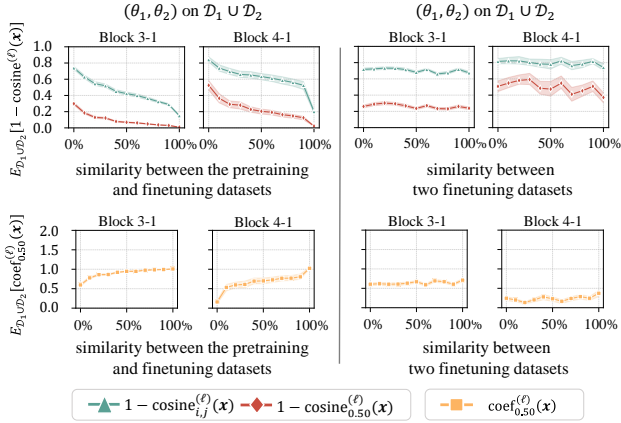 (θ₁, θ₂) on 𝒟₁ ∪ 𝒟₂
(θ₁, θ₂) on 𝒟₁ ∪ 𝒟₂
Block 3-1
Block 4-1
Block 3-1
Block 4-1
E_{𝒟₁∪𝒟₂}[1 − cosine^{(ℓ)}(𝒙)]
1.0
0.8
0.6
0.4
0.2
0.0
0% 50% 100%
0% 50% 100%
0% 50% 100%
0% 50% 100%
similarity between the pretraining
and finetuning datasets
similarity between
two finetuning datasets
Block 3-1
Block 4-1
Block 3-1
Block 4-1
E_{𝒟₁∪𝒟₂}[coef^{(ℓ)}_{0.50}(𝒙)]
2.0
1.5
1.0
0.5
0.0
0% 50% 100%
0% 50% 100%
0% 50% 100%
0% 50% 100%
similarity between the pretraining
and finetuning datasets
similarity between
two finetuning datasets
1 − cosine^{(ℓ)}_{i,j}(𝒙)
1 − cosine^{(ℓ)}_{0.50}(𝒙)
coef^{(ℓ)}_{0.50}(𝒙)